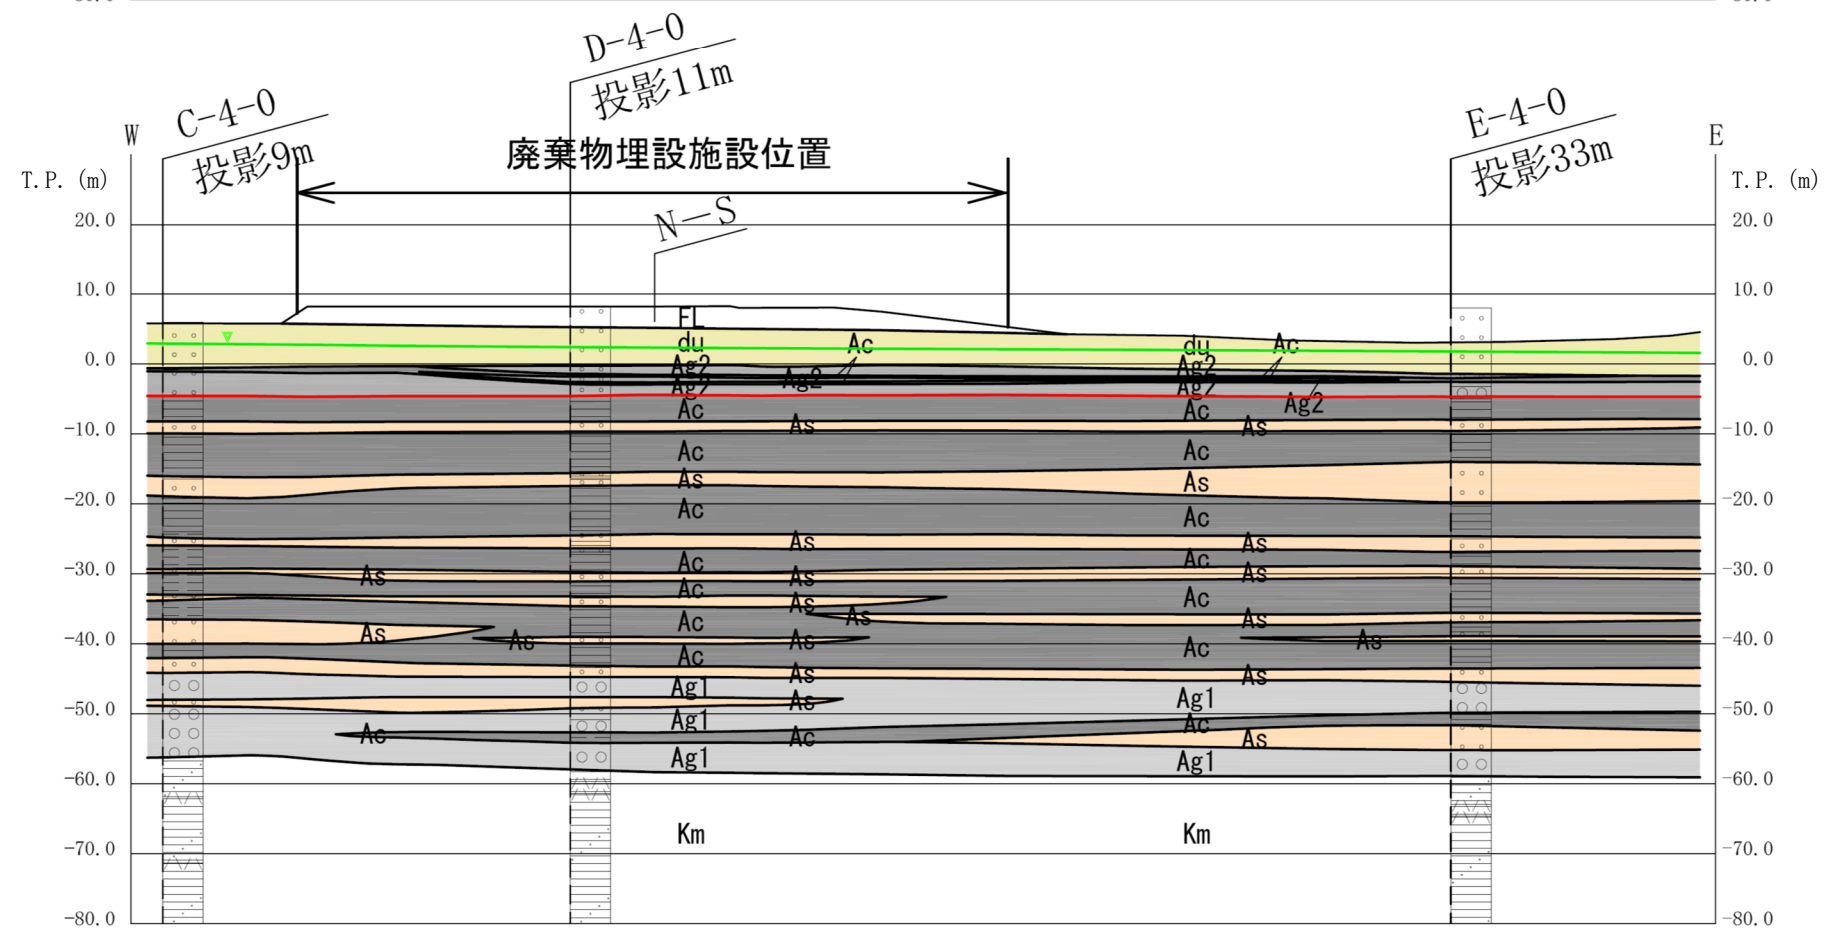 D-4-0
投影11m
C-4-0
投影9m
E-4-0
投影33m
W
E
廃棄物埋設施設位置
T.P. (m)
T.P. (m)
N-S
20.0
20.0
10.0
10.0
FL
du
Ac
du
Ac
0.0
0.0
Ag2
Ag2
Ag2
Ag2
Ag2
Ag2
Ac
Ac
As
As
-10.0
-10.0
Ac
Ac
As
As
-20.0
-20.0
Ac
Ac
As
As
Ac
Ac
-30.0
-30.0
As
As
As
Ac
Ac
As
As
As
Ac
-40.0
-40.0
As
As
As
As
Ac
Ac
As
As
Ag1
Ag1
As
-50.0
-50.0
Ag1
Ac
Ac
Ac
As
Ag1
Ag1
-60.0
-60.0
Km
Km
-70.0
-70.0
-80.0
-80.0